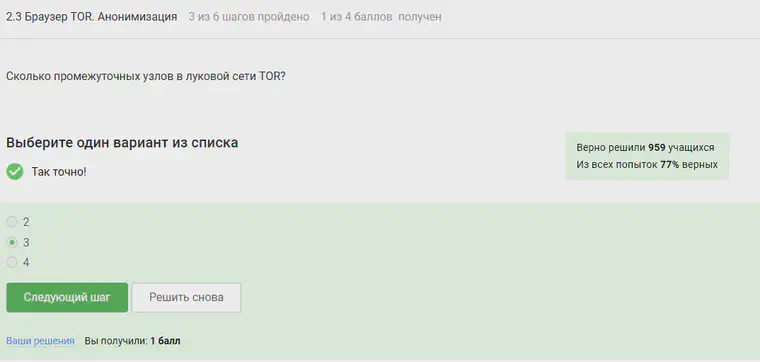 2.3 Браузер TOR. Анонимизация 3 из 6 шагов пройдено 1 из 4 баллов получен
Сколько промежуточных узлов в луковой сети TOR?
Выберите один вариант из списка
Так точно!
Верно решили 959 учащихся
Из всех попыток 77% верных
2
3
4
Следующий шаг Решить снова
Ваши решения Вы получили: 1 балл